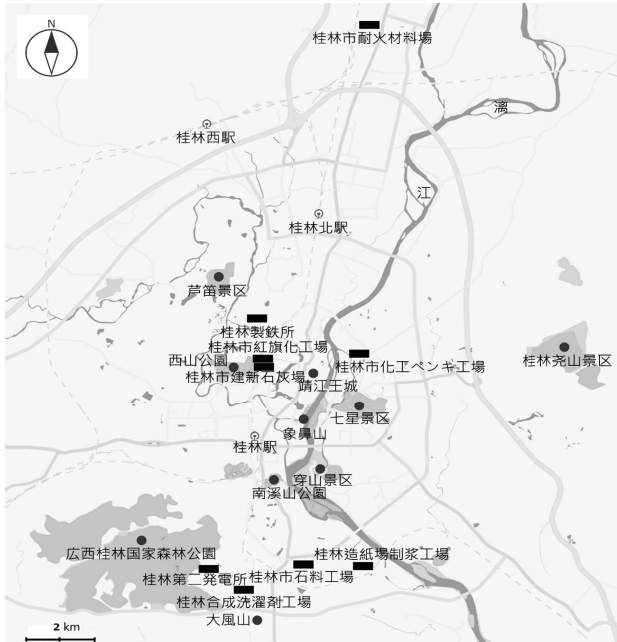 N
桂林市耐火材料場
漓
桂林西駅
江
桂林北駅
芦笛景区
桂林製鉄所
桂林市紅旗化工場
西山公園
桂林市化工ペンキ工場
桂林尧山景区
桂林市建新石灰場
靖江王城
七星景区
象鼻山
桂林駅
穿山景区
南溪山公園
広西桂林国家森林公園
桂林造紙場制浆工場
桂林第二発電所
桂林市石料工場
桂林合成洗濯剤工場
大風山
2 km